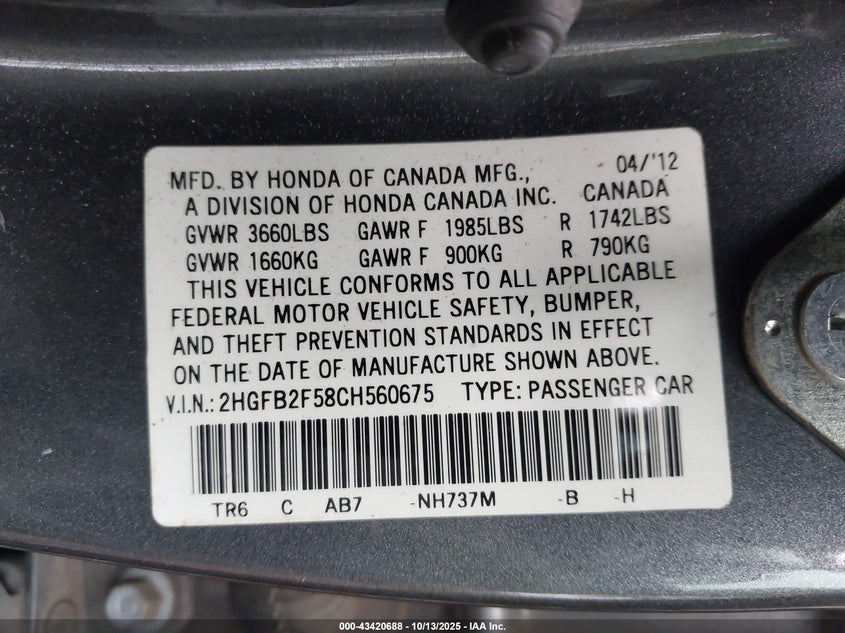 MFD. BY HONDA OF CANADA MFG., 04/'12
A DIVISION OF HONDA CANADA INC. CANADA
GVWR 3660LBS GAWR F 1985LBS R 1742LBS
GVWR 1660KG GAWR F 900KG R 790KG
THIS VEHICLE CONFORMS TO ALL APPLICABLE
FEDERAL MOTOR VEHICLE SAFETY, BUMPER,
AND THEFT PREVENTION STANDARDS IN EFFECT
ON THE DATE OF MANUFACTURE SHOWN ABOVE.
V.I.N.: 2HGFB2F58CH560675 TYPE: PASSENGER CAR
TR6 C AB7 -NH737M -B -H
000-43420688 - 10/13/2025 - IAA Inc.